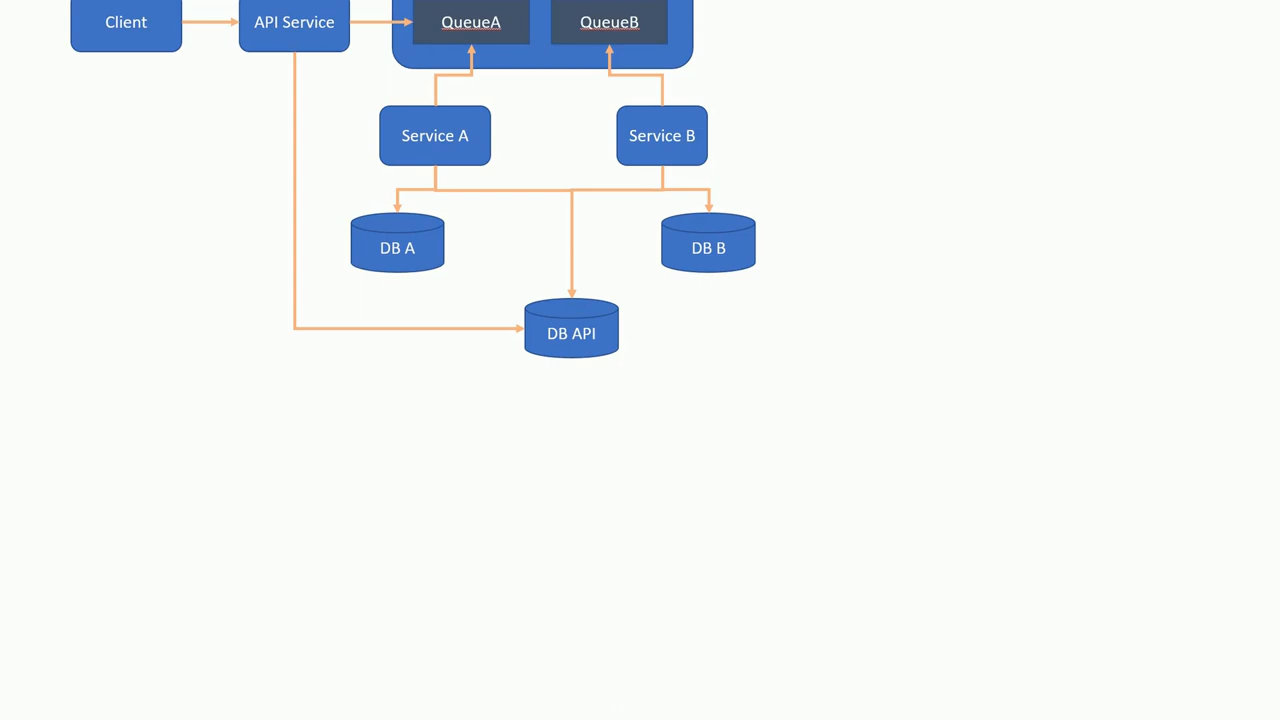 Client
API Service
QueueA
QueueB
Service A
Service B
DB A
DB B
DB API